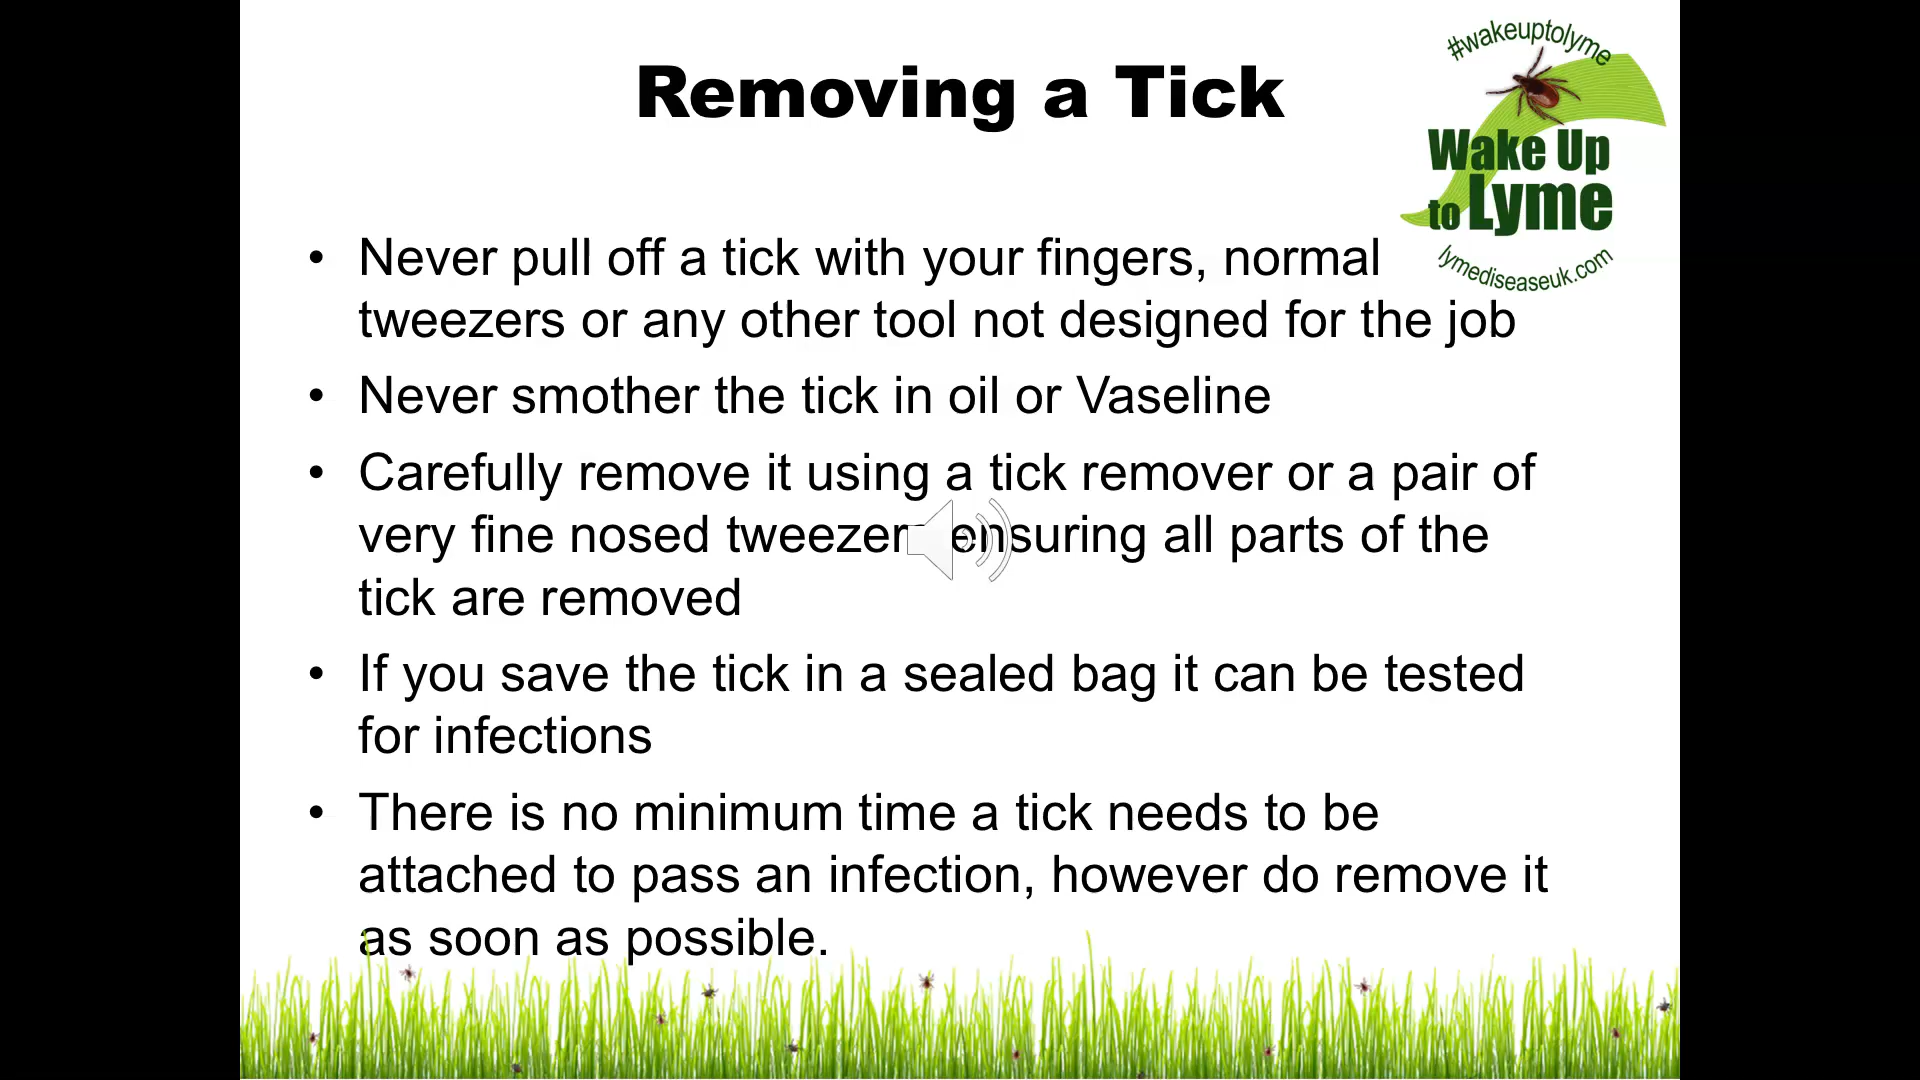 Removing a Tick
#wakeuptolyme
Wake Up
to Lyme
lymediseaseuk.com
• Never pull off a tick with your fingers, normal
tweezers or any other tool not designed for the job
• Never smother the tick in oil or Vaseline
• Carefully remove it using a tick remover or a pair of
very fine nosed tweezers ensuring all parts of the
tick are removed
• If you save the tick in a sealed bag it can be tested
for infections
• There is no minimum time a tick needs to be
attached to pass an infection, however do remove it
as soon as possible.